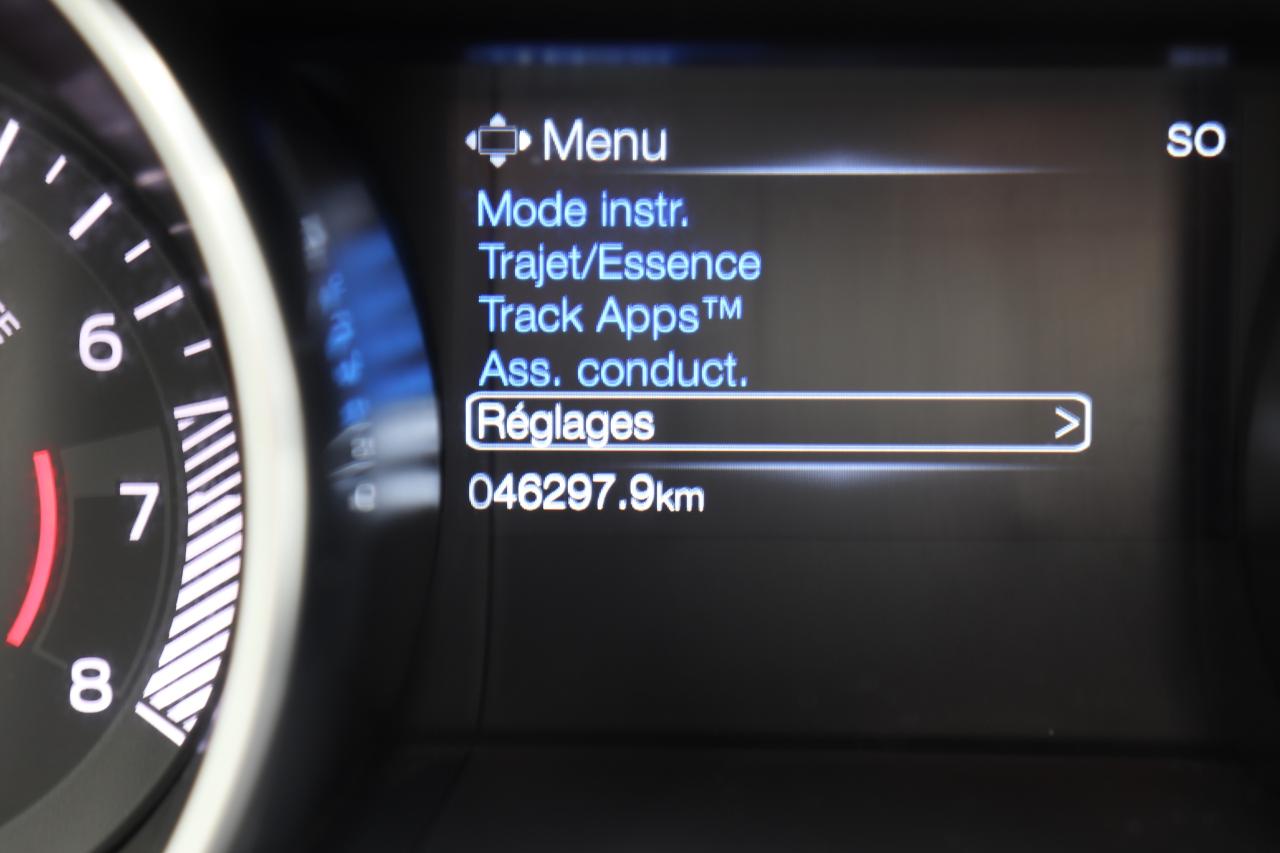 Menu
SO
Mode instr.
Trajet/Essence
Track Apps™
Ass. conduct.
Réglages >
046297.9km
6
7
8